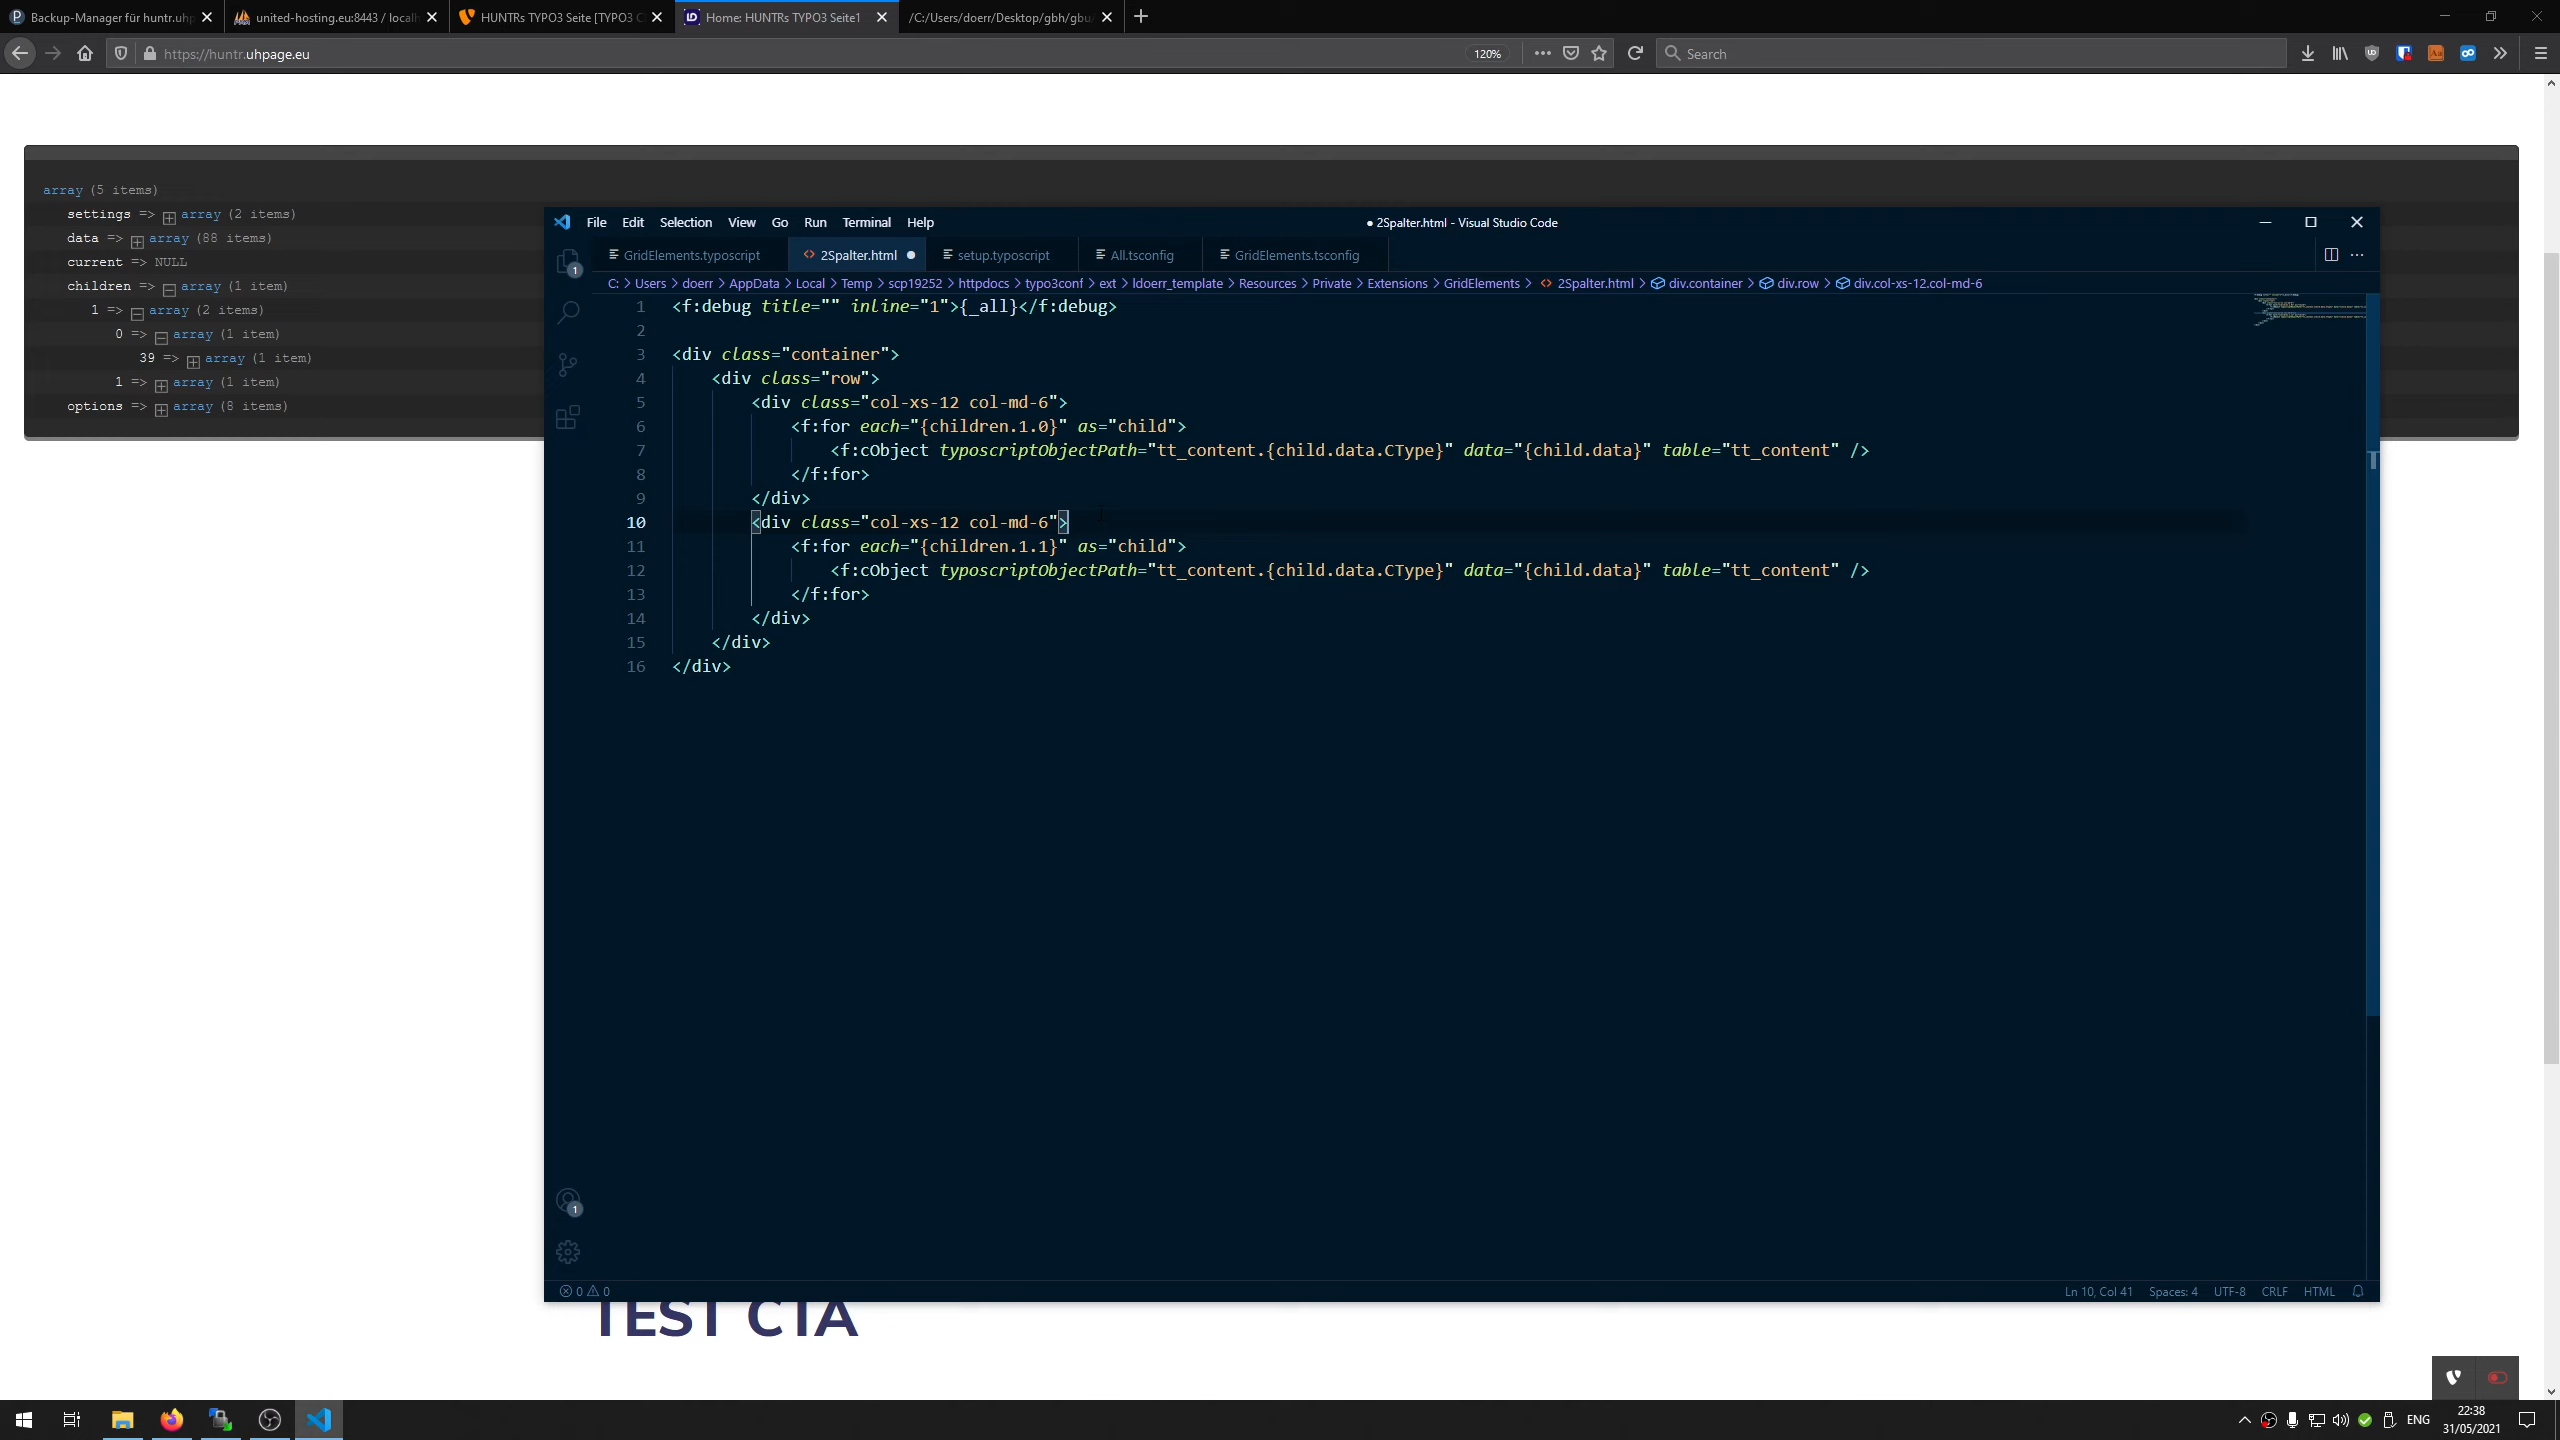 Backup-Manager für huntr.uhp
united-hosting.eu:8443 / localh
HUNTRs TYPO3 Seite [TYPO3 C
Home: HUNTRs TYPO3 Seite1
/C:/Users/doerr/Desktop/gbh/gbu
https://huntr.uhpage.eu
120%
Search
array (5 items)
settings => array (2 items)
data => array (88 items)
current => NULL
children => array (1 item)
1 => array (2 items)
0 => array (1 item)
39 => array (1 item)
1 => array (1 item)
options => array (8 items)
File Edit Selection View Go Run Terminal Help
● 2Spalter.html - Visual Studio Code
GridElements.typoscript
2Spalter.html
setup.typoscript
All.tsconfig
GridElements.tsconfig
C: > Users > doerr > AppData > Local > Temp > scp19252 > httpdocs > typo3conf > ext > ldoerr_template > Resources > Private > Extensions > GridElements > 2Spalter.html > div.container > div.row > div.col-xs-12.col-md-6
1 <f:debug title="" inline="1">{_all}</f:debug>
2
3 <div class="container">
4 <div class="row">
5 <div class="col-xs-12 col-md-6">
6 <f:for each="{children.1.0}" as="child">
7 <f:cObject typoscriptObjectPath="tt_content.{child.data.CType}" data="{child.data}" table="tt_content" />
8 </f:for>
9 </div>
10 <div class="col-xs-12 col-md-6">
11 <f:for each="{children.1.1}" as="child">
12 <f:cObject typoscriptObjectPath="tt_content.{child.data.CType}" data="{child.data}" table="tt_content" />
13 </f:for>
14 </div>
15 </div>
16 </div>
1
1
0 0
Ln 10, Col 41
Spaces: 4
UTF-8
CRLF
HTML
TEST CTA
ENG
22:38
31/05/2021